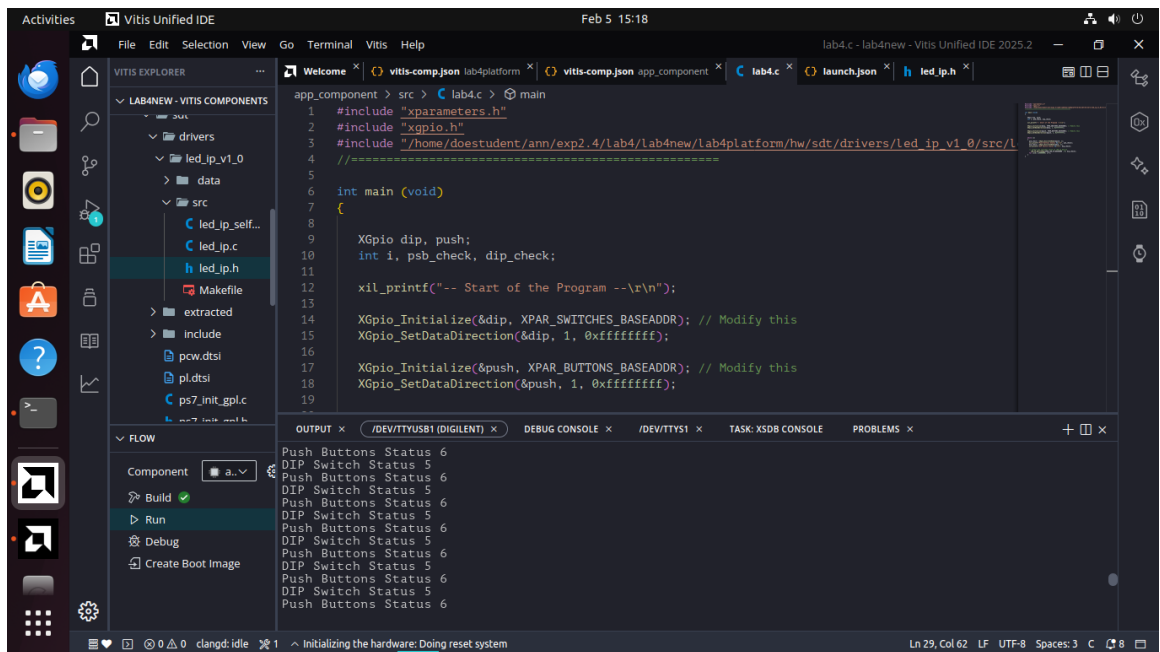 Activities Vitis Unified IDE Feb 5 15:18
File Edit Selection View Go Terminal Vitis Help lab4.c - lab4new - Vitis Unified IDE 2025.2
VITIS EXPLORER
LAB4NEW - VITIS COMPONENTS
drivers
led_ip_v1_0
data
src
led_ip_self...
led_ip.c
led_ip.h
Makefile
extracted
include
pcw.dtsi
pl.dtsi
ps7_init_gpl.c
FLOW
Component a..
Build
Run
Debug
Create Boot Image
Welcome vitis-comp.json lab4platform vitis-comp.json app_component lab4.c launch.json led_ip.h
app_component > src > lab4.c > main
1 #include "xparameters.h"
2 #include "xgpio.h"
3 #include "/home/doestudent/ann/exp2.4/lab4/lab4new/lab4platform/hw/sdt/drivers/led_ip_v1_0/src/l
4 //====================================================
5
6 int main (void)
7 {
8
9 XGpio dip, push;
10 int i, psb_check, dip_check;
11
12 xil_printf("-- Start of the Program --\r\n");
13
14 XGpio_Initialize(&dip, XPAR_SWITCHES_BASEADDR); // Modify this
15 XGpio_SetDataDirection(&dip, 1, 0xffffffff);
16
17 XGpio_Initialize(&push, XPAR_BUTTONS_BASEADDR); // Modify this
18 XGpio_SetDataDirection(&push, 1, 0xffffffff);
19
OUTPUT /DEV/TTYUSB1 (DIGILENT) DEBUG CONSOLE /DEV/TTYS1 TASK: XSDB CONSOLE PROBLEMS
Push Buttons Status 6
DIP Switch Status 5
Push Buttons Status 6
DIP Switch Status 5
Push Buttons Status 6
DIP Switch Status 5
Push Buttons Status 6
DIP Switch Status 5
Push Buttons Status 6
DIP Switch Status 5
Push Buttons Status 6
DIP Switch Status 5
Push Buttons Status 6
0 0 clangd: idle 1 Initializing the hardware: Doing reset system Ln 29, Col 62 LF UTF-8 Spaces: 3 C 8